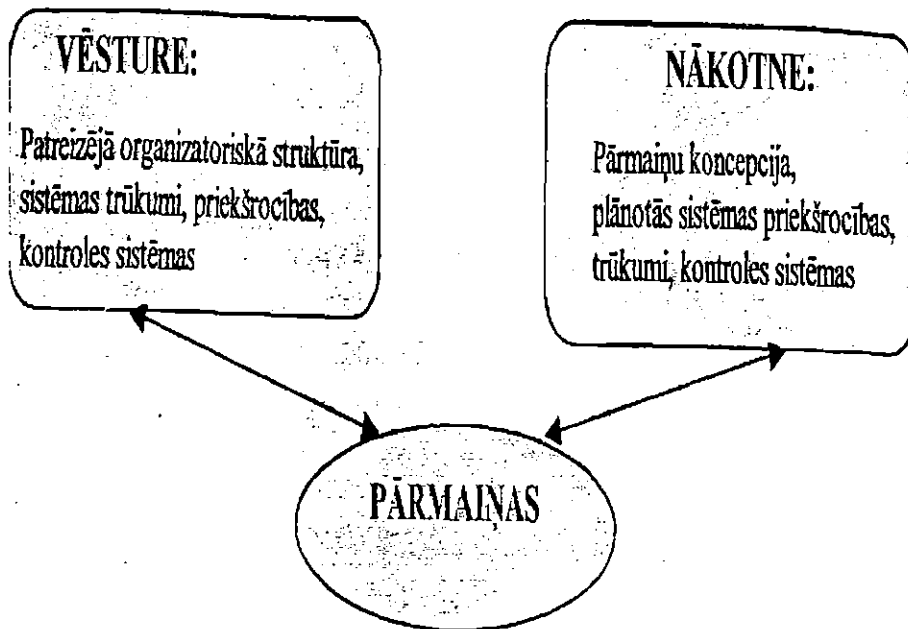 VĒSTURE:
Patreizējā organizatoriskā struktūra,
sistēmas trūkumi, priekšrocības,
kontroles sistēmas
NĀKOTNE:
Pārmaiņu koncepcija,
plānotās sistēmas priekšrocības,
trūkumi, kontroles sistēmas
PĀRMAIŅAS